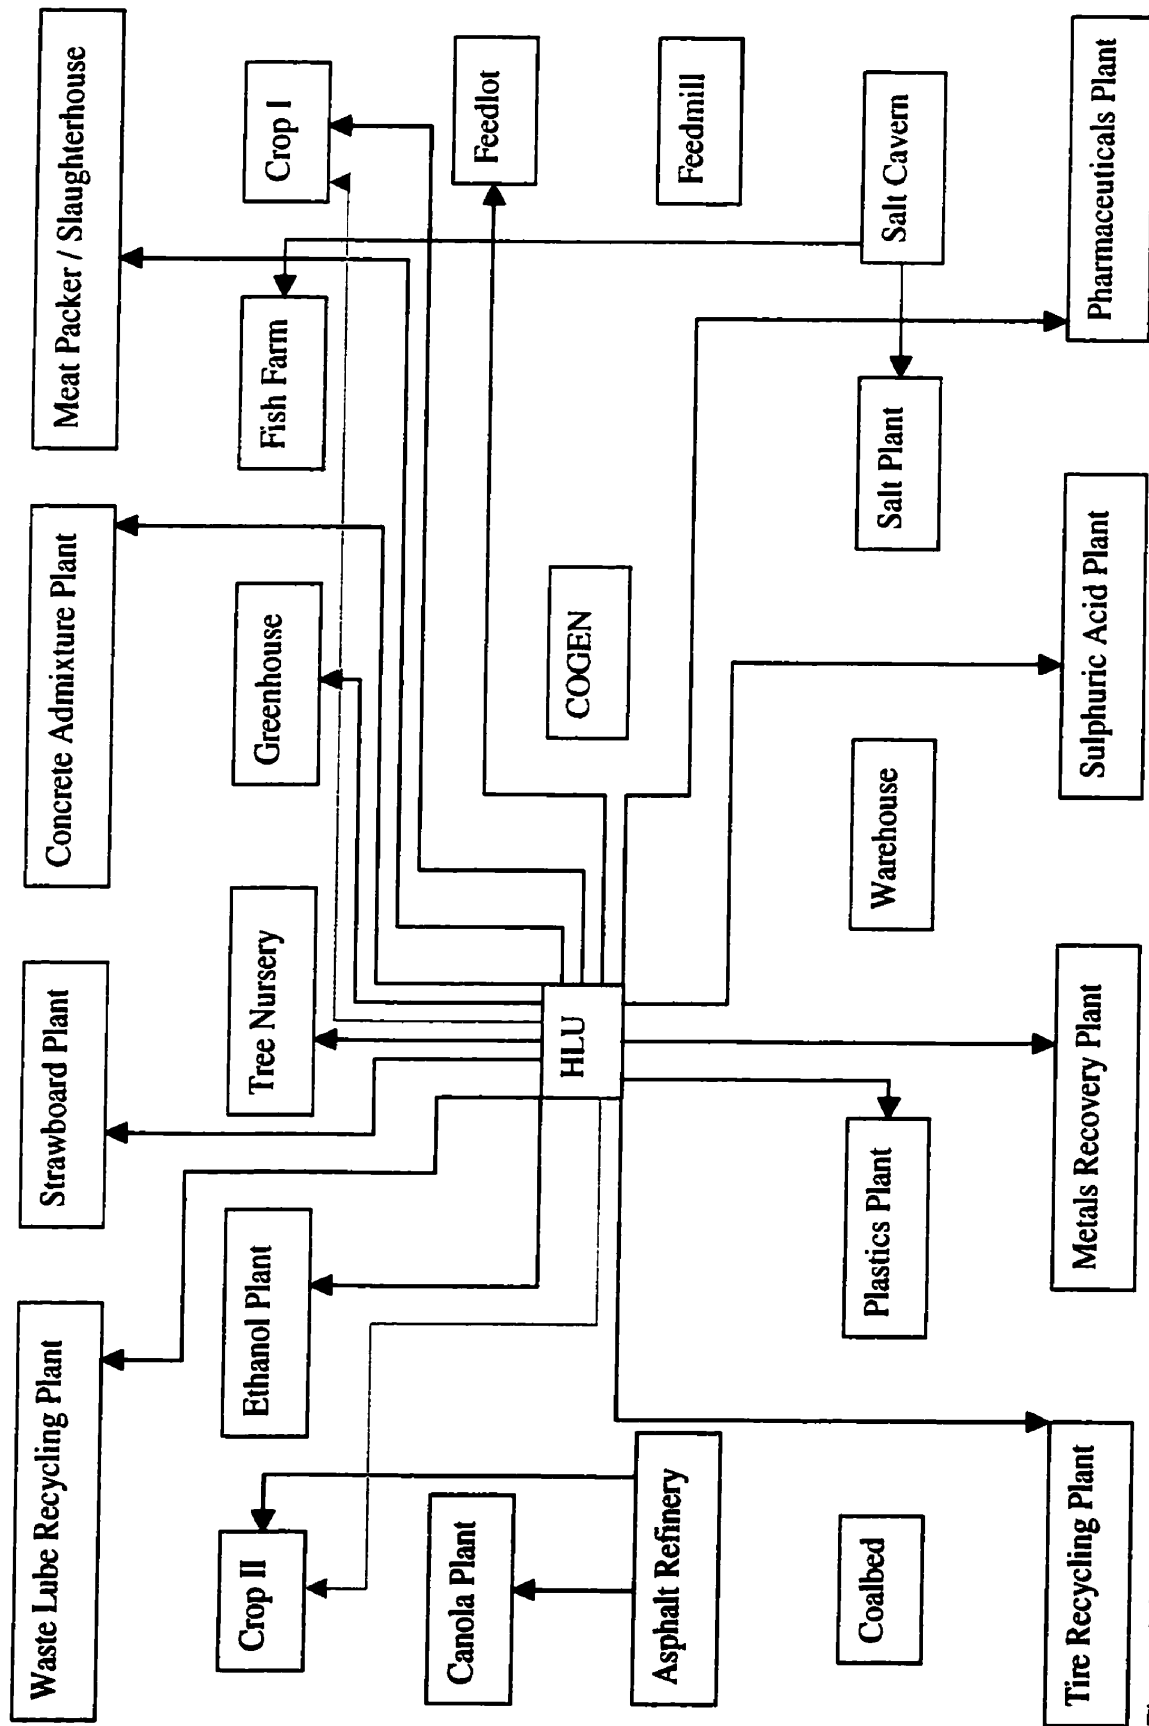 Waste Lube Recycling Plant
Strawboard Plant
Concrete Admixture Plant
Meat Packer / Slaughterhouse
Crop II
Ethanol Plant
Tree Nursery
Greenhouse
Fish Farm
Crop I
Canola Plant
Feedlot
HLU
COGEN
Asphalt Refinery
Feedmill
Coalbed
Plastics Plant
Warehouse
Salt Plant
Salt Cavern
Tire Recycling Plant
Metals Recovery Plant
Sulphuric Acid Plant
Pharmaceuticals Plant